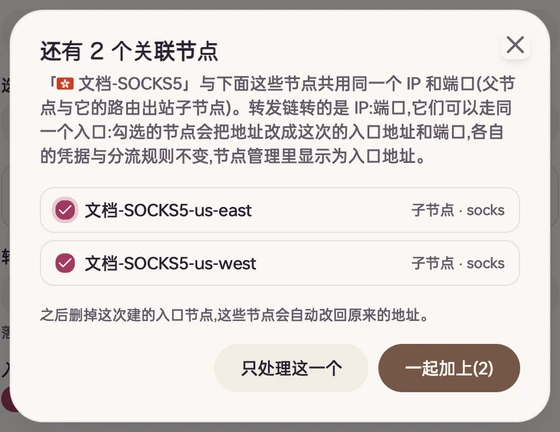 还有 2 个关联节点
「🇭🇰 文档-SOCKS5」与下面这些节点共用同一个 IP 和端口(父节
点与它的路由出站子节点)。转发链转的是 IP:端口,它们可以走同
一个入口:勾选的节点会把地址改成这次的入口地址和端口,各自
的凭据与分流规则不变,节点管理里显示为入口地址。
文档-SOCKS5-us-east 子节点 · socks
文档-SOCKS5-us-west 子节点 · socks
之后删掉这次建的入口节点,这些节点会自动改回原来的地址。
只处理这一个 一起加上(2)